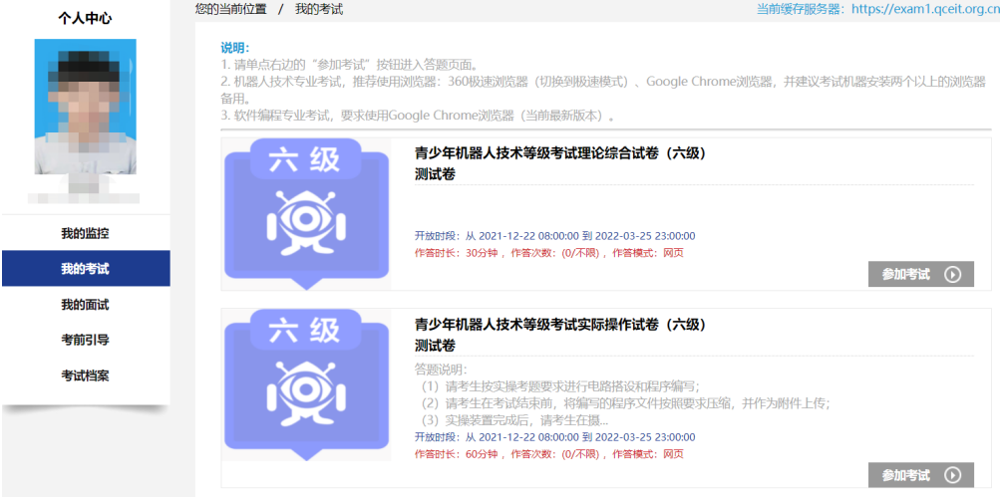 个人中心
我的监控
我的考试
我的面试
考前引导
考试档案
您的当前位置 / 我的考试
当前缓存服务器：https://exam1.qceit.org.cn
说明：
1. 请单点右边的“参加考试”按钮进入答题页面。
2. 机器人技术专业考试，推荐使用浏览器：360极速浏览器（切换到极速模式）、Google Chrome浏览器，并建议考试机器安装两个以上的浏览器
备用。
3. 软件编程专业考试，要求使用Google Chrome浏览器（当前最新版本）。
六级
青少年机器人技术等级考试理论综合试卷（六级）
测试卷
开放时段：从 2021-12-22 08:00:00 到 2022-03-25 23:00:00
作答时长：30分钟 ，作答次数：(0/不限) ，作答模式：网页
参加考试
六级
青少年机器人技术等级考试实际操作试卷（六级）
测试卷
答题说明：
（1）请考生按实操考题要求进行电路搭设和程序编写；
（2）请考生在考试结束前，将编写的程序文件按照要求压缩，并作为附件上传；
（3）实操装置完成后，请考生在摄...
开放时段：从 2021-12-22 08:00:00 到 2022-03-25 23:00:00
作答时长：60分钟 ，作答次数：(0/不限) ，作答模式：网页
参加考试